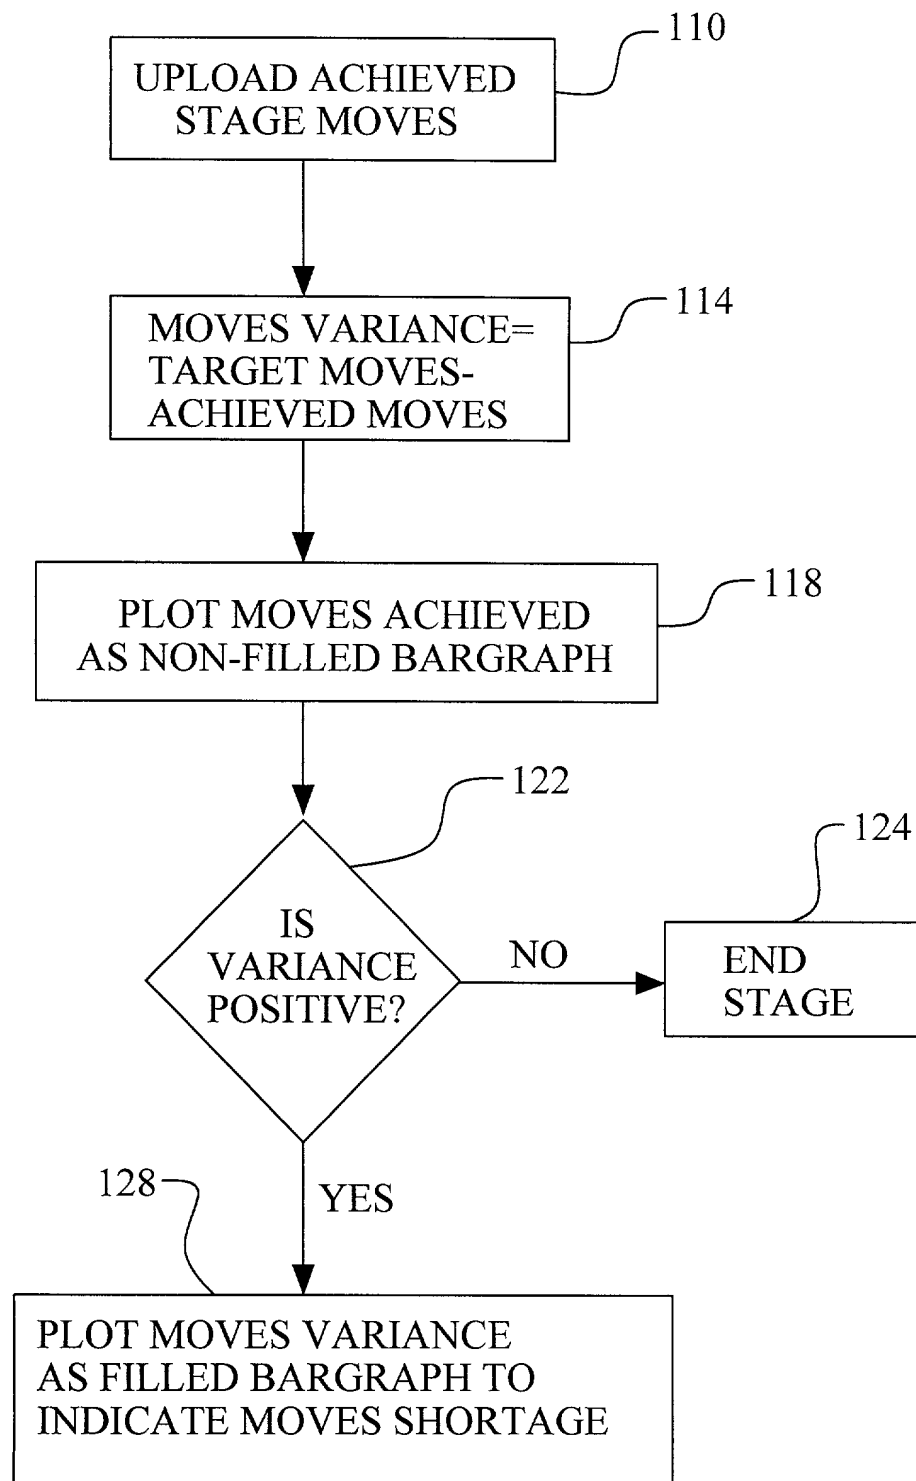 110
UPLOAD ACHIEVED
STAGE MOVES
114
MOVES VARIANCE=
TARGET MOVES-
ACHIEVED MOVES
118
PLOT MOVES ACHIEVED
AS NON-FILLED BARGRAPH
122
124
IS
VARIANCE
POSITIVE?
NO
END
STAGE
128
YES
PLOT MOVES VARIANCE
AS FILLED BARGRAPH TO
INDICATE MOVES SHORTAGE